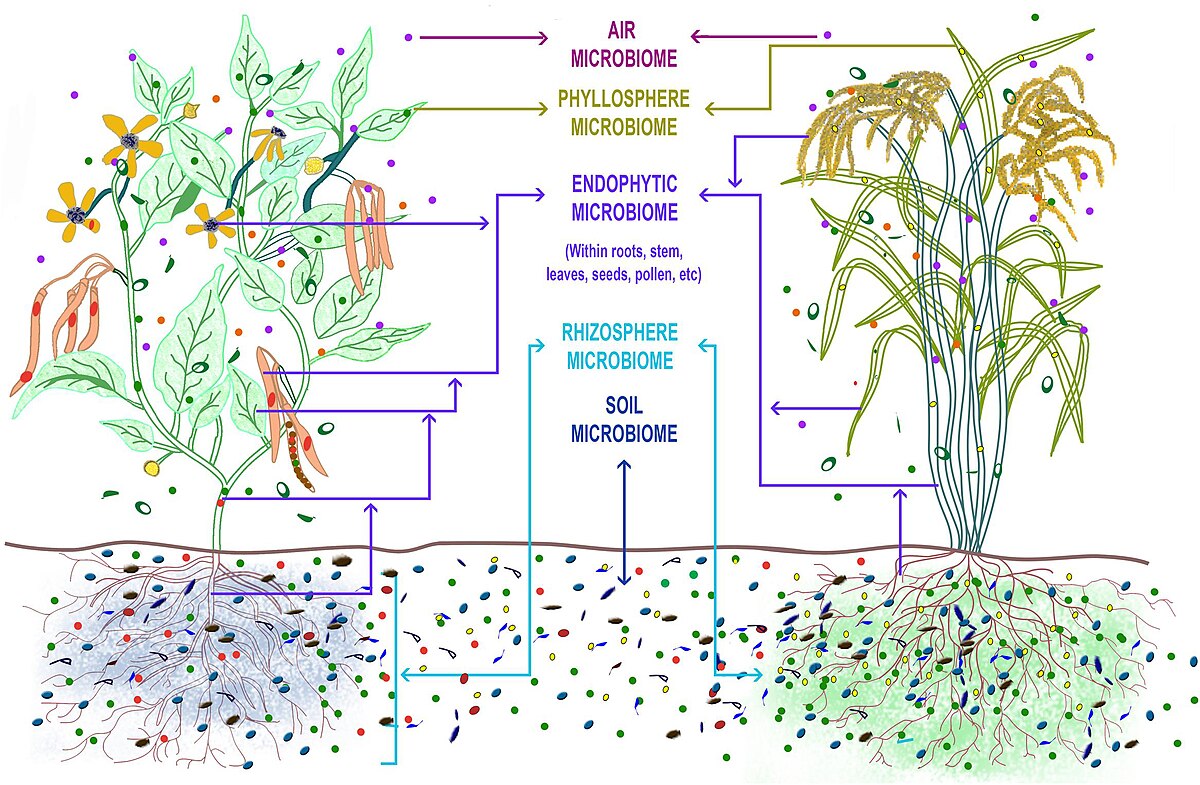 AIR
MICROBIOME
PHYLLOSPHERE
MICROBIOME
ENDOPHYTIC
MICROBIOME
(Within roots, stem,
leaves, seeds, pollen, etc)
RHIZOSPHERE
MICROBIOME
SOIL
MICROBIOME